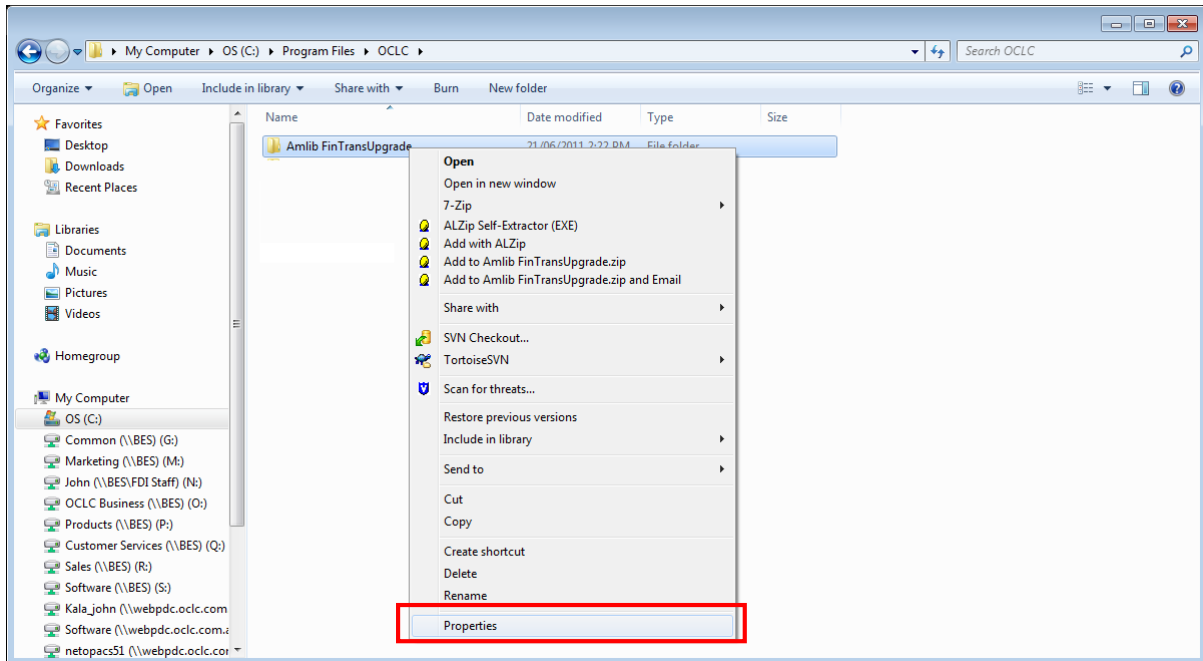 My Computer OS (C:) Program Files OCLC Search OCLC
Organize Open Include in library Share with Burn New folder
Name Date modified Type Size
Amlib FinTransUpgrade 21/06/2011 2:22 PM File folder
Favorites
Desktop
Downloads
Recent Places
Libraries
Documents
Music
Pictures
Videos
Homegroup
My Computer
OS (C:)
Common (\\BES) (G:)
Marketing (\\BES) (M:)
John (\\BES\FDI Staff) (N:)
OCLC Business (\\BES) (O:)
Products (\\BES) (P:)
Customer Services (\\BES) (Q:)
Sales (\\BES) (R:)
Software (\\BES) (S:)
Kala_john (\\webpdc.oclc.com
Software (\\webpdc.oclc.com.a
netopacs51 (\\webpdc.oclc.cor
Open
Open in new window
7-Zip
ALZip Self-Extractor (EXE)
Add with ALZip
Add to Amlib FinTransUpgrade.zip
Add to Amlib FinTransUpgrade.zip and Email
Share with
SVN Checkout...
TortoiseSVN
Scan for threats...
Restore previous versions
Include in library
Send to
Cut
Copy
Create shortcut
Delete
Rename
Properties